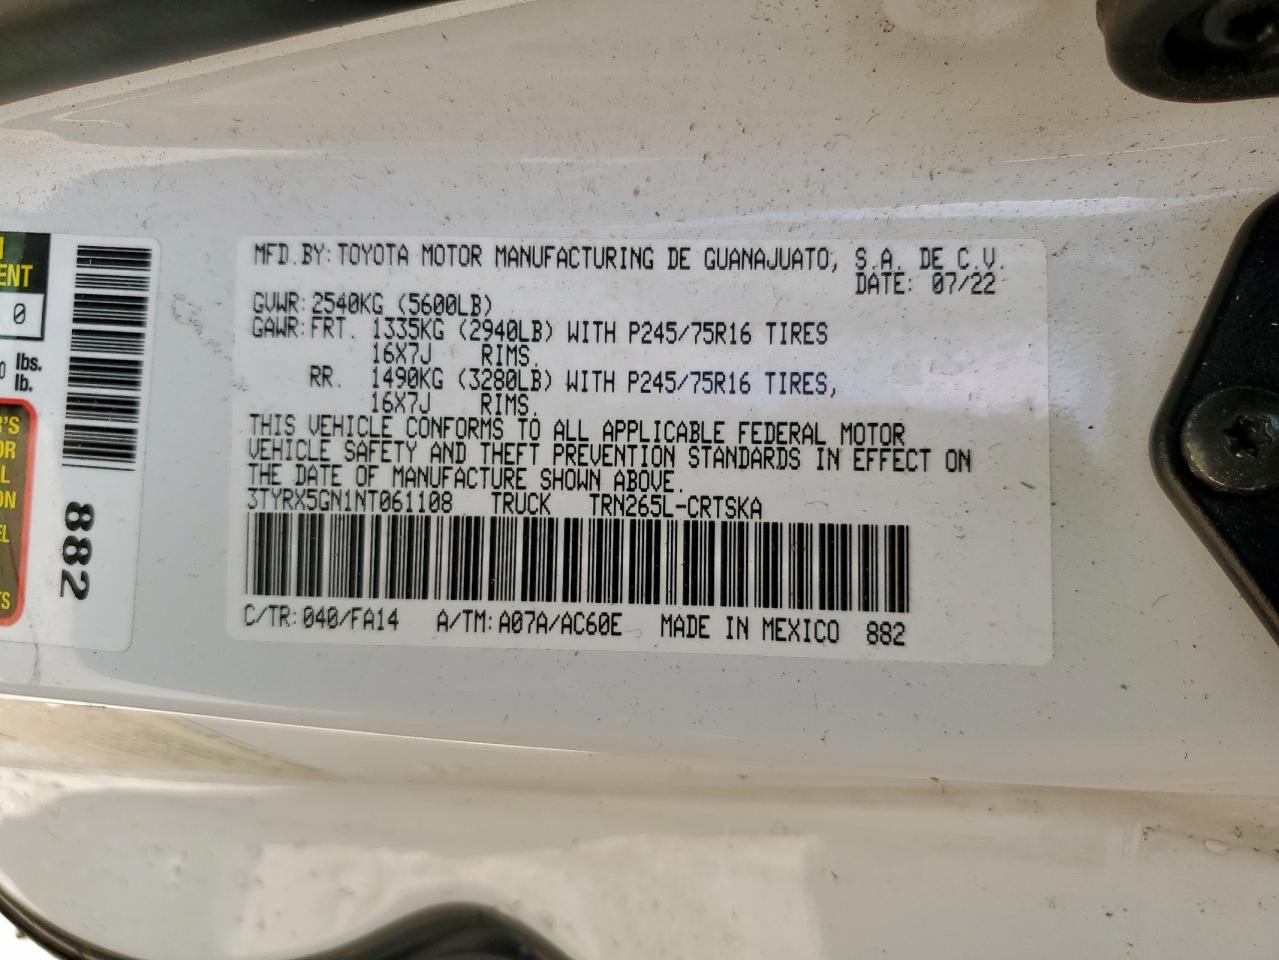 MFD.BY: TOYOTA MOTOR MANUFACTURING DE GUANAJUATO, S.A. DE C.V.
DATE: 07/22
GVWR: 2540KG (5600LB)
GAWR: FRT. 1335KG (2940LB) WITH P245/75R16 TIRES
16X7J RIMS.
RR. 1490KG (3280LB) WITH P245/75R16 TIRES,
16X7J RIMS.
THIS VEHICLE CONFORMS TO ALL APPLICABLE FEDERAL MOTOR
VEHICLE SAFETY AND THEFT PREVENTION STANDARDS IN EFFECT ON
THE DATE OF MANUFACTURE SHOWN ABOVE.
3TYRX5GN1NT061108 TRUCK TRN265L-CRTSKA
C/TR: 040/FA14 A/TM: A07A/AC60E MADE IN MEXICO 882
882
0
lbs.
lb.